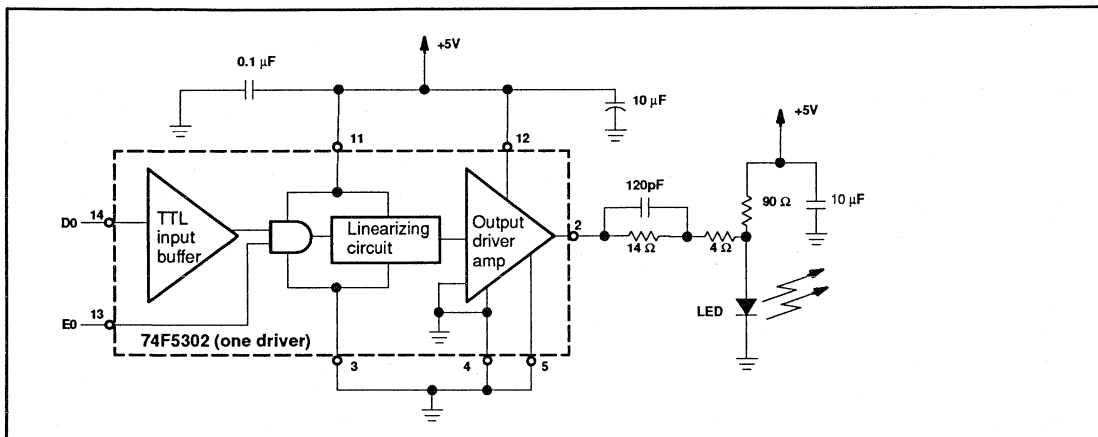 +5V
0.1 µF
10 µF
11
12
+5V
120pF
90 Ω
10 µF
D0
14
TTL
input
buffer
Linearizing
circuit
Output
driver
amp
2
14 Ω
4 Ω
E0
13
LED
74F5302 (one driver)
3
4
5